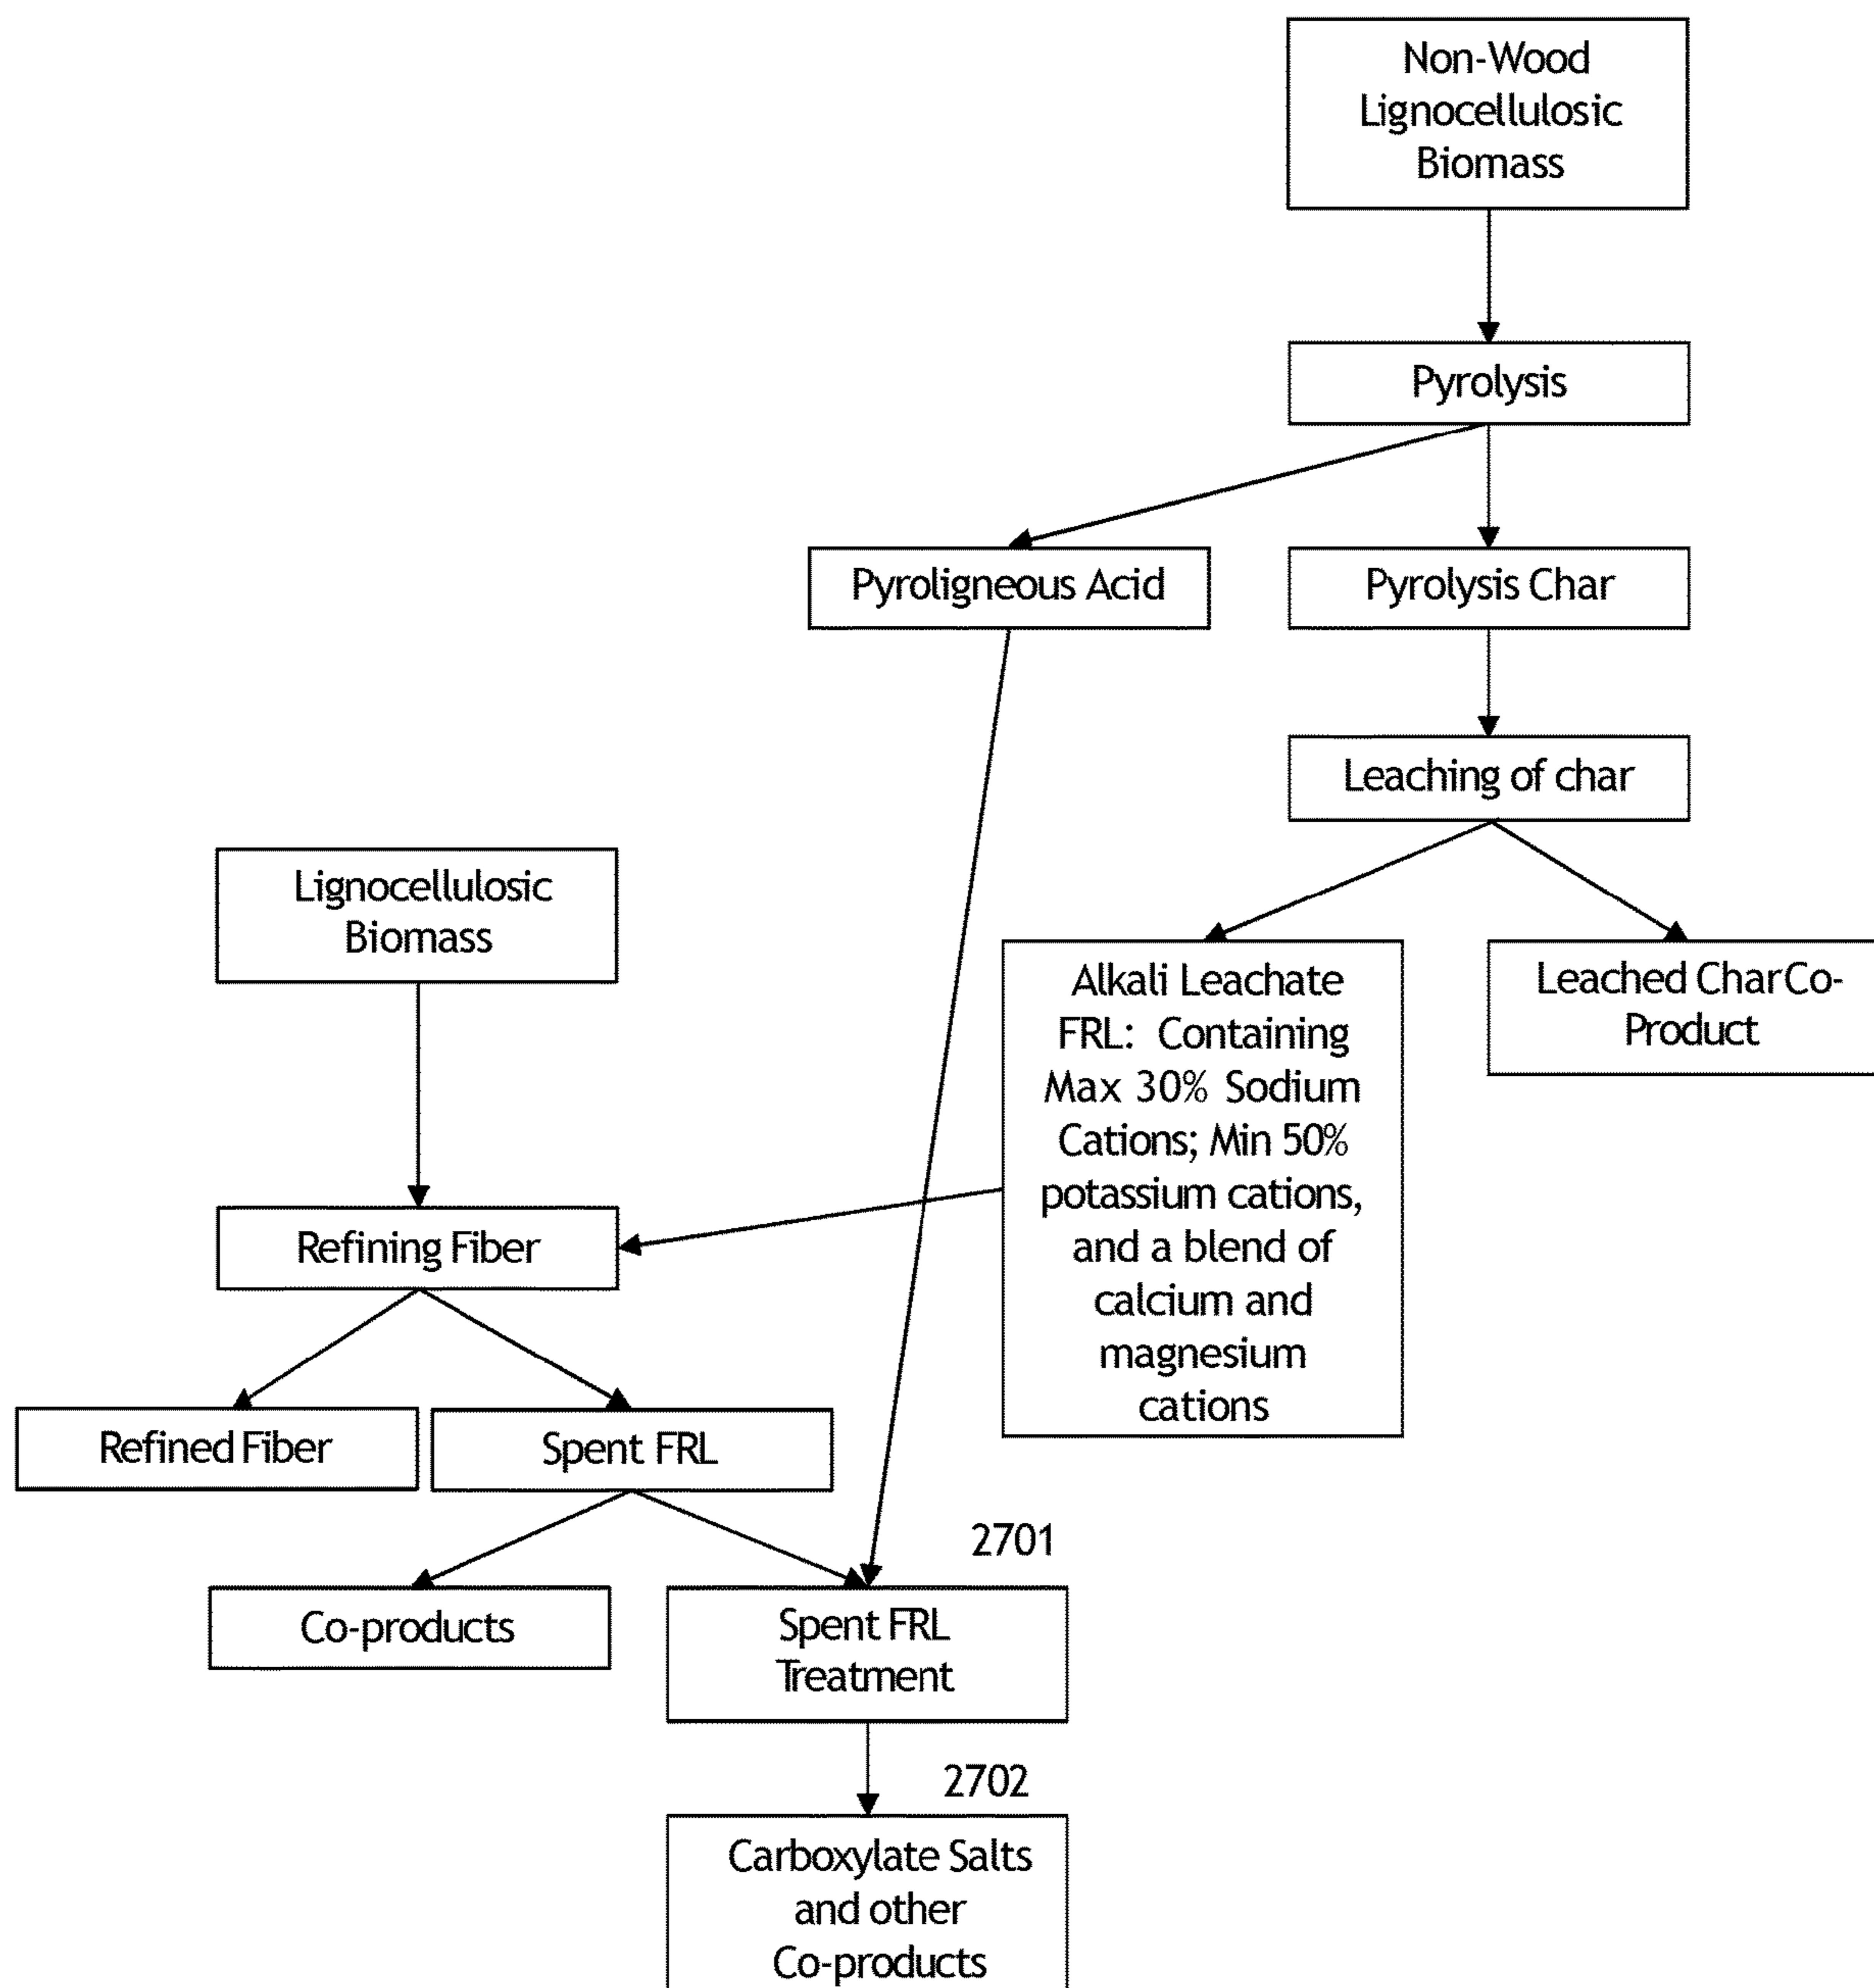 Non-Wood
Lignocellulosic
Biomass
Pyrolysis
Pyroligneous Acid
Pyrolysis Char
Leaching of char
Lignocellulosic
Biomass
Alkali Leachate
FRL: Containing
Max 30% Sodium
Cations; Min 50%
potassium cations,
and a blend of
calcium and
magnesium
cations
Leached Char Co-
Product
Refining Fiber
Refined Fiber
Spent FRL
2701
Co-products
Spent FRL
Treatment
2702
Carboxylate Salts
and other
Co-products